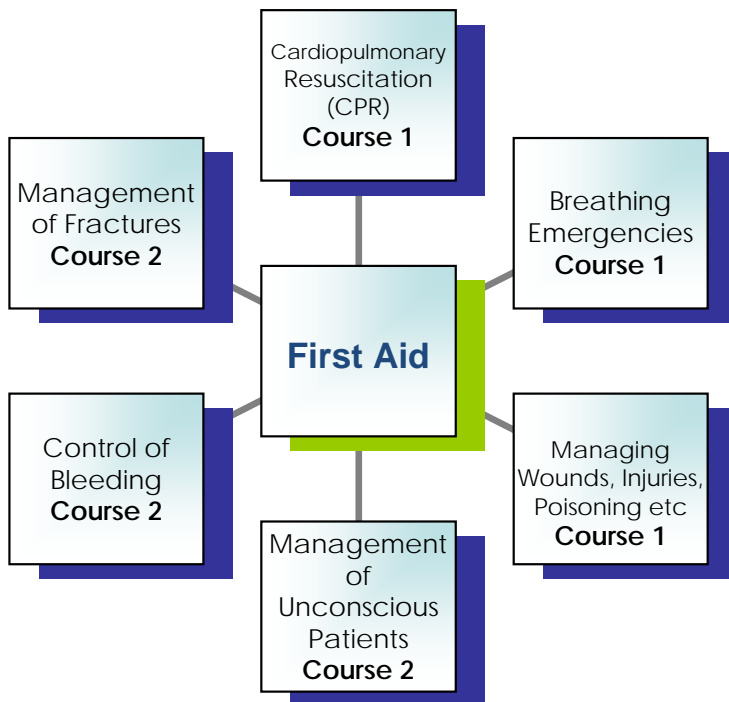 Cardiopulmonary
Resuscitation
(CPR)
Course 1
Management
of Fractures
Course 2
Breathing
Emergencies
Course 1
First Aid
Control of
Bleeding
Course 2
Managing
Wounds, Injuries,
Poisoning etc
Course 1
Management
of
Unconscious
Patients
Course 2